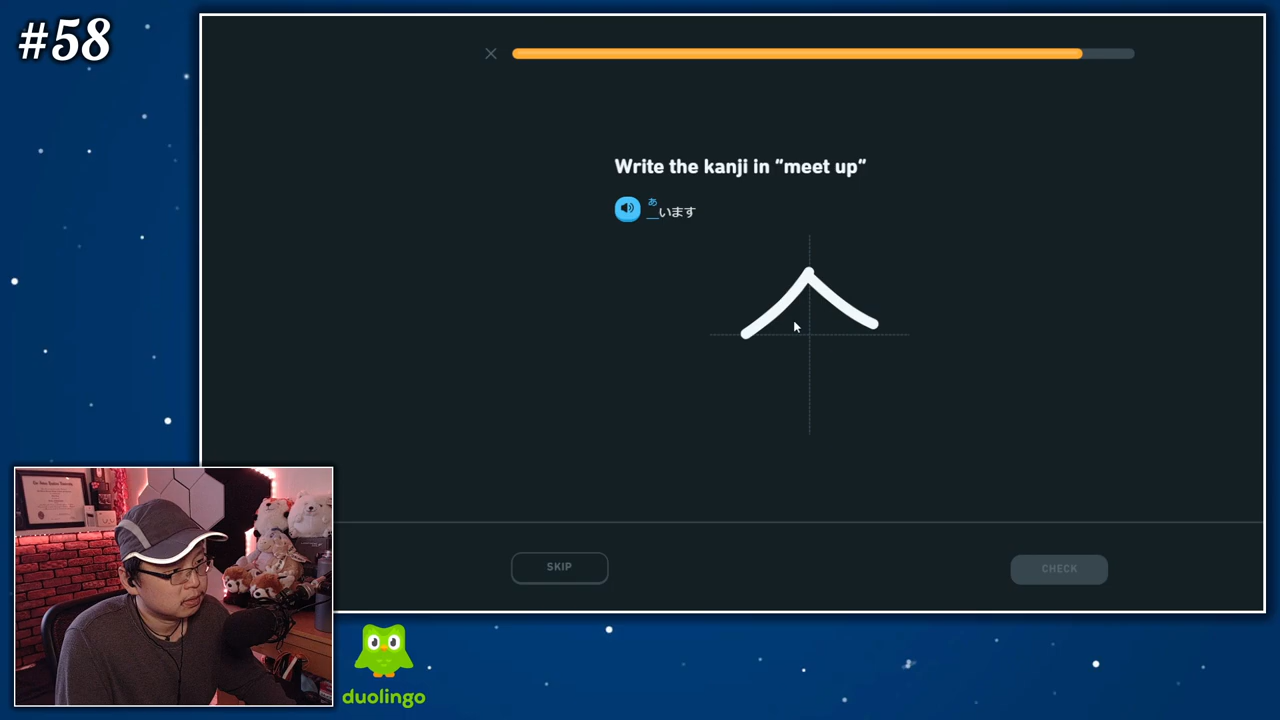 #58
Write the kanji in “meet up”
あ
__います
SKIP
CHECK
duolingo